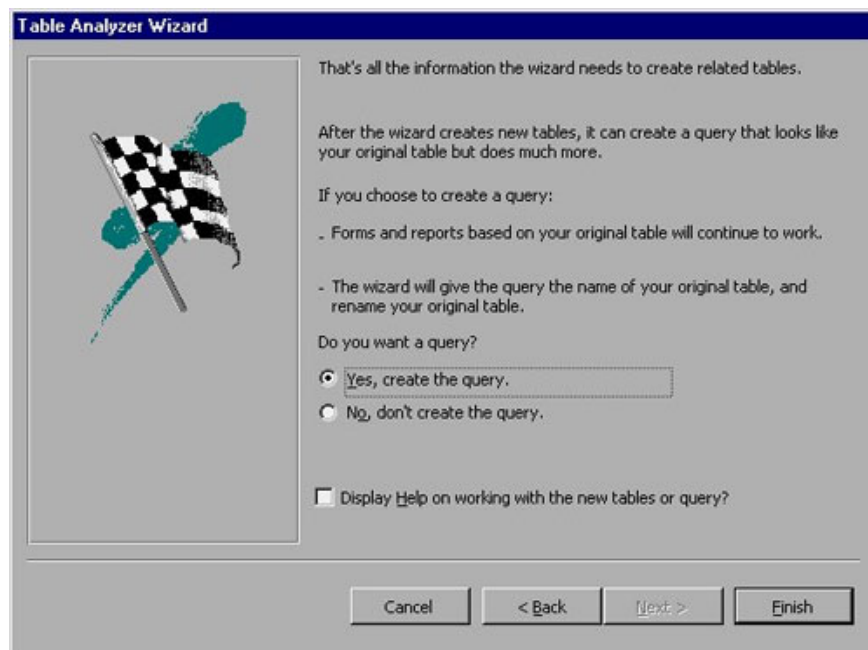 Table Analyzer Wizard
That's all the information the wizard needs to create related tables.
After the wizard creates new tables, it can create a query that looks like
your original table but does much more.
If you choose to create a query:
- Forms and reports based on your original table will continue to work.
- The wizard will give the query the name of your original table, and
rename your original table.
Do you want a query?
Yes, create the query.
No, don't create the query.
Display Help on working with the new tables or query?
Cancel
< Back
Next >
Finish